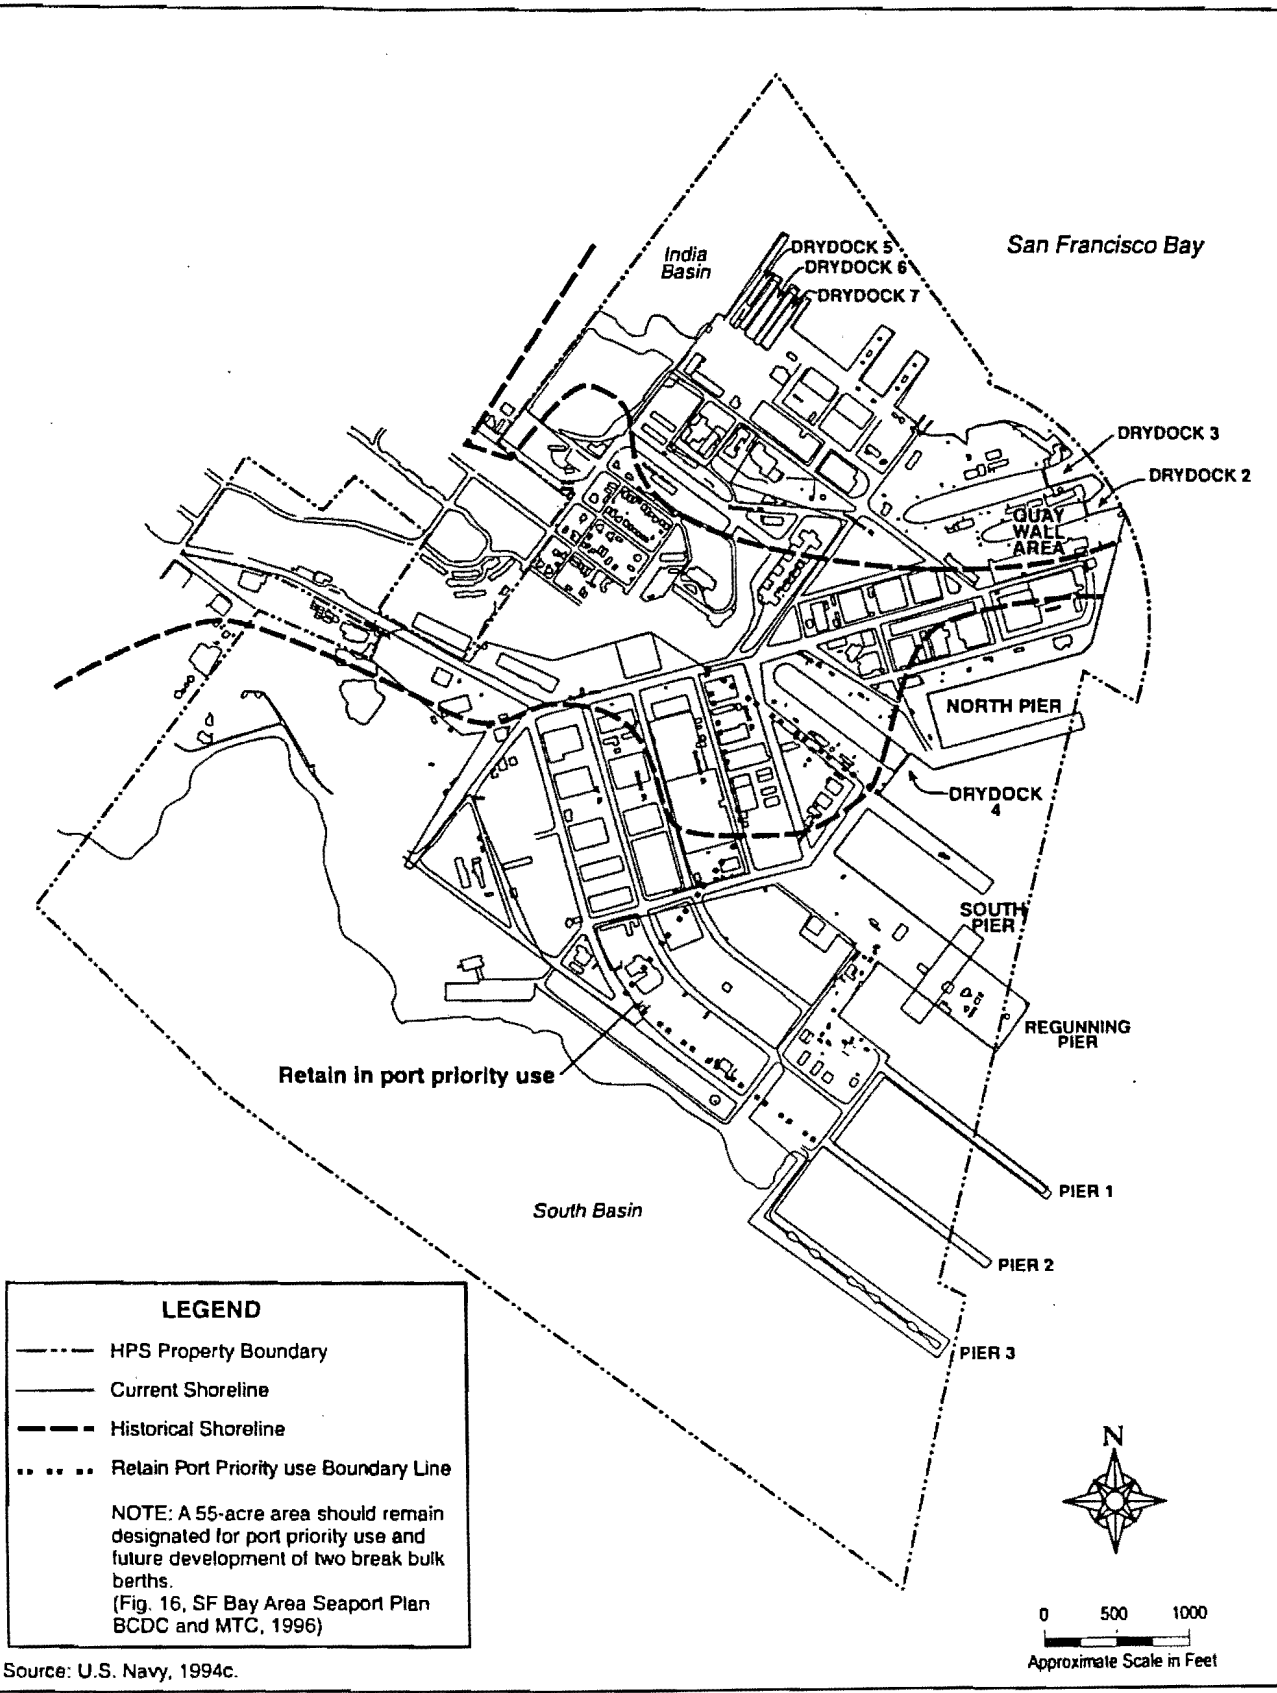 San Francisco Bay
India
Basin
DRYDOCK 5
DRYDOCK 6
DRYDOCK 7
DRYDOCK 3
DRYDOCK 2
QUAY
WALL
AREA
NORTH PIER
DRYDOCK
4
SOUTH
PIER
REGUNNING
PIER
Retain in port priority use
PIER 1
South Basin
PIER 2
PIER 3
LEGEND
HPS Property Boundary
Current Shoreline
Historical Shoreline
Retain Port Priority use Boundary Line
NOTE: A 55-acre area should remain
designated for port priority use and
future development of two break bulk
berths.
(Fig. 16, SF Bay Area Seaport Plan
BCDC and MTC, 1996)
N
0 500 1000
Approximate Scale in Feet
Source: U.S. Navy, 1994c.